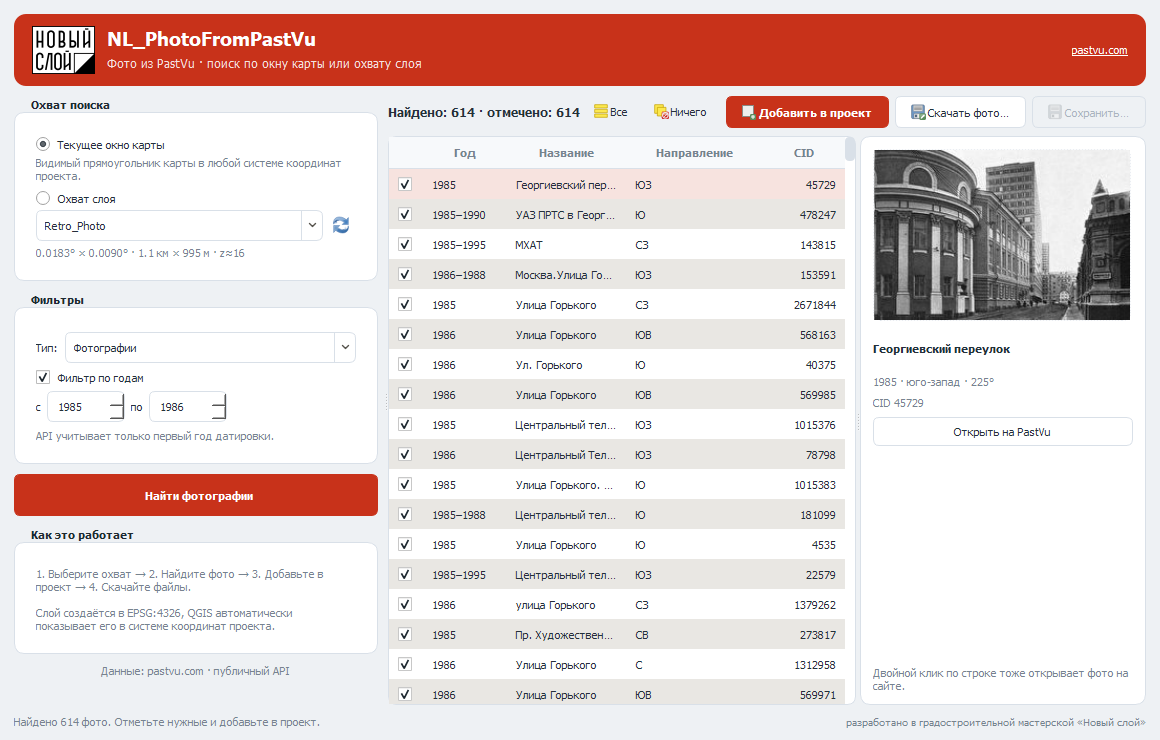 НОВЫЙ
СЛОЙ
NL_PhotoFromPastVu
Фото из PastVu · поиск по окну карты или охвату слоя
pastvu.com
Охват поиска
Текущее окно карты
Видимый прямоугольник карты в любой системе координат
проекта.
Охват слоя
Retro_Photo
0.0183° × 0.0090° · 1.1 км × 995 м · z≈16
Фильтры
Тип: Фотографии
Фильтр по годам
с 1985 по 1986
API учитывает только первый год датировки.
Найти фотографии
Как это работает
1. Выберите охват → 2. Найдите фото → 3. Добавьте в
проект → 4. Скачайте файлы.
Слой создаётся в EPSG:4326, QGIS автоматически
показывает его в системе координат проекта.
Данные: pastvu.com · публичный API
Найдено: 614 · отмечено: 614 Все Ничего Добавить в проект Скачать фото... Сохранить...
Год Название Направление CID
1985 Георгиевский пер... ЮЗ 45729
1985–1990 УАЗ ПРТС в Георг... Ю 478247
1985–1995 МХАТ СЗ 143815
1986–1988 Москва.Улица Го... ЮЗ 153591
1985 Улица Горького СЗ 2671844
1986 Улица Горького ЮВ 568163
1986 Ул. Горького Ю 40375
1986 Улица Горького ЮВ 569985
1985 Центральный тел... ЮЗ 1015376
1986 Центральный Тел... ЮЗ 78798
1985 Улица Горького. ... Ю 1015383
1985–1988 Центральный тел... Ю 181099
1985 Улица Горького Ю 4535
1985–1995 Центральный тел... ЮЗ 22579
1986 улица Горького СЗ 1379262
1985 Пр. Художествен... СВ 273817
1986 Улица Горького С 1312958
1986 Улица Горького ЮВ 569971
Георгиевский переулок
1985 · юго-запад · 225°
CID 45729
Открыть на PastVu
Двойной клик по строке тоже открывает фото на
сайте.
Найдено 614 фото. Отметьте нужные и добавьте в проект.
разработано в градостроительной мастерской «Новый слой»